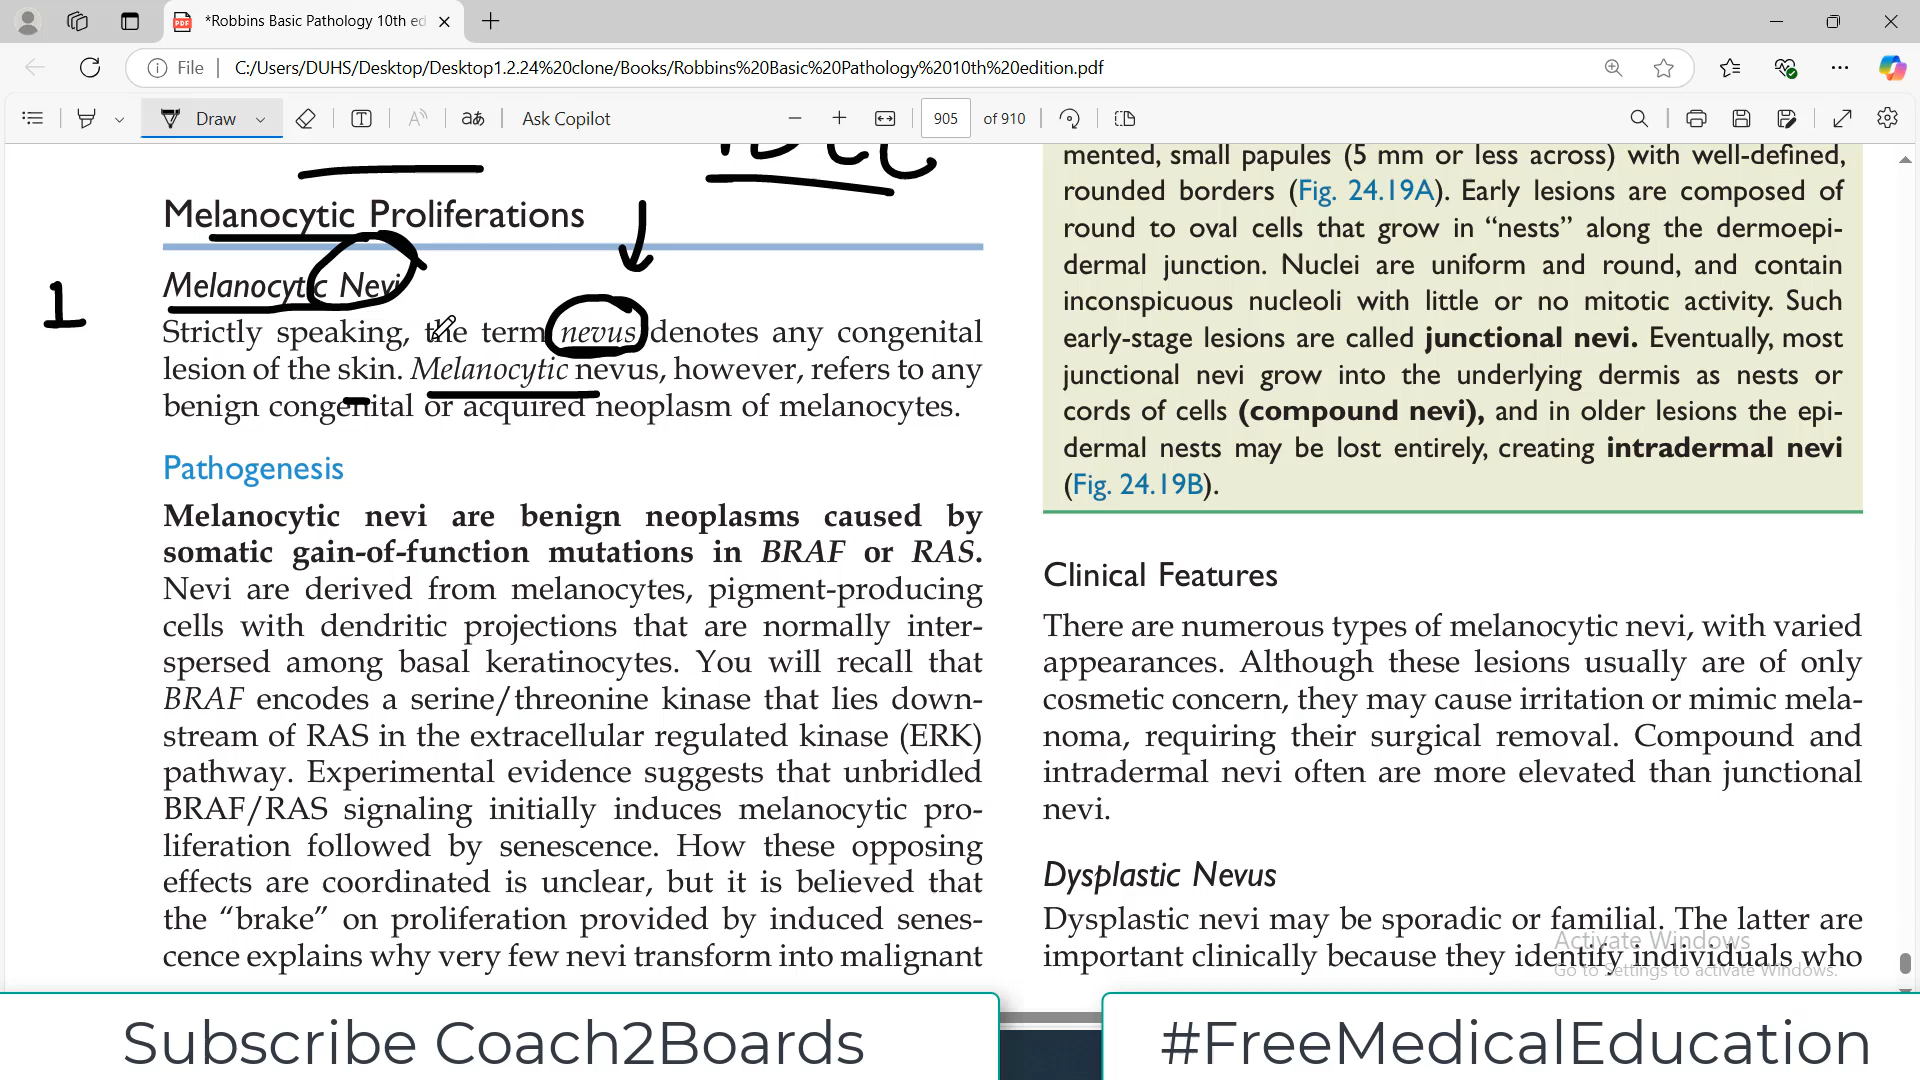 *Robbins Basic Pathology 10th ed
File
C:/Users/DUHS/Desktop/Desktop1.2.24%20clone/Books/Robbins%20Basic%20Pathology%2010th%20edition.pdf
Draw
Ask Copilot
905 of 910
Melanocytic Proliferations
1
Melanocytic Nevi
Strictly speaking, the term nevus denotes any congenital
lesion of the skin. Melanocytic nevus, however, refers to any
benign congenital or acquired neoplasm of melanocytes.
Pathogenesis
Melanocytic nevi are benign neoplasms caused by
somatic gain-of-function mutations in BRAF or RAS.
Nevi are derived from melanocytes, pigment-producing
cells with dendritic projections that are normally inter-
spersed among basal keratinocytes. You will recall that
BRAF encodes a serine/threonine kinase that lies down-
stream of RAS in the extracellular regulated kinase (ERK)
pathway. Experimental evidence suggests that unbridled
BRAF/RAS signaling initially induces melanocytic pro-
liferation followed by senescence. How these opposing
effects are coordinated is unclear, but it is believed that
the “brake” on proliferation provided by induced senes-
cence explains why very few nevi transform into malignant
mented, small papules (5 mm or less across) with well-defined,
rounded borders (Fig. 24.19A). Early lesions are composed of
round to oval cells that grow in “nests” along the dermoepi-
dermal junction. Nuclei are uniform and round, and contain
inconspicuous nucleoli with little or no mitotic activity. Such
early-stage lesions are called junctional nevi. Eventually, most
junctional nevi grow into the underlying dermis as nests or
cords of cells (compound nevi), and in older lesions the epi-
dermal nests may be lost entirely, creating intradermal nevi
(Fig. 24.19B).
Clinical Features
There are numerous types of melanocytic nevi, with varied
appearances. Although these lesions usually are of only
cosmetic concern, they may cause irritation or mimic mela-
noma, requiring their surgical removal. Compound and
intradermal nevi often are more elevated than junctional
nevi.
Dysplastic Nevus
Dysplastic nevi may be sporadic or familial. The latter are
important clinically because they identify individuals who
Activate Windows
Go to Settings to activate Windows.
Subscribe Coach2Boards
#FreeMedicalEducation